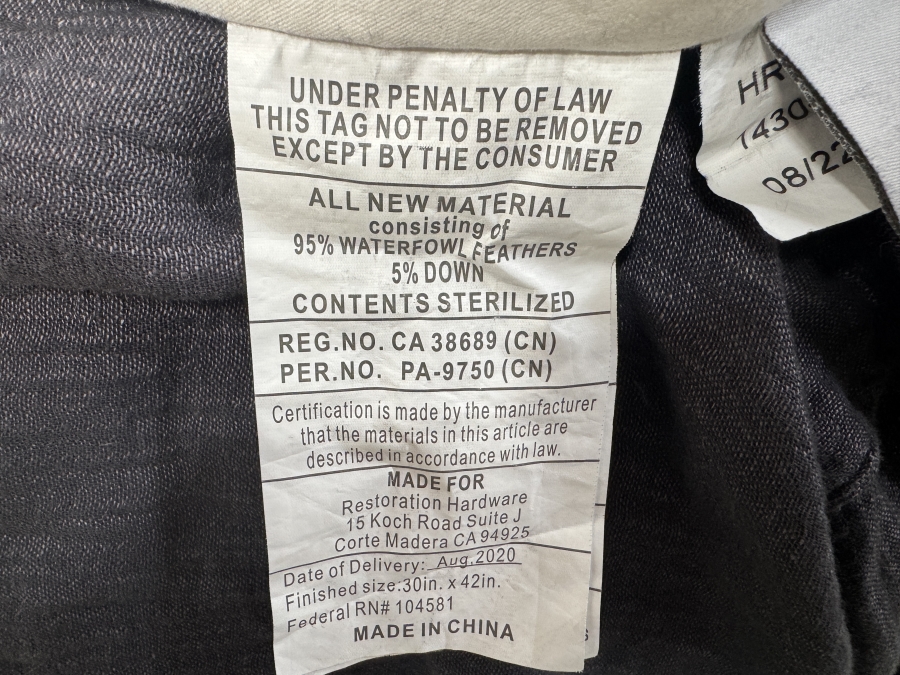 UNDER PENALTY OF LAW
THIS TAG NOT TO BE REMOVED
EXCEPT BY THE CONSUMER
ALL NEW MATERIAL
consisting of
95% WATERFOWL FEATHERS
5% DOWN
CONTENTS STERILIZED
REG.NO. CA 38689 (CN)
PER.NO. PA-9750 (CN)
Certification is made by the manufacturer
that the materials in this article are
described in accordance with law.
MADE FOR
Restoration Hardware
15 Koch Road Suite J
Corte Madera CA 94925
Date of Delivery: Aug.2020
Finished size:30in. x 42in.
Federal RN# 104581
MADE IN CHINA
HR
1430
08/22